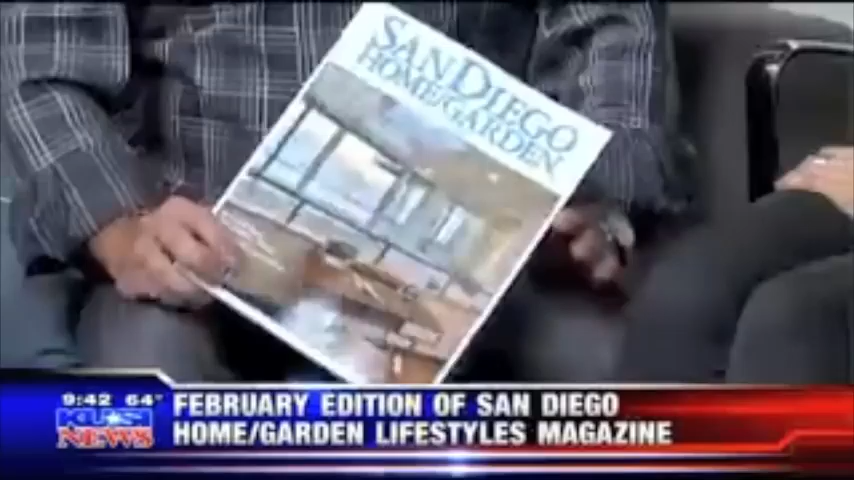 SAN DIEGO
HOME/GARDEN
9:42 64°
FEBRUARY EDITION OF SAN DIEGO
KUSI
HOME/GARDEN LIFESTYLES MAGAZINE
NEWS